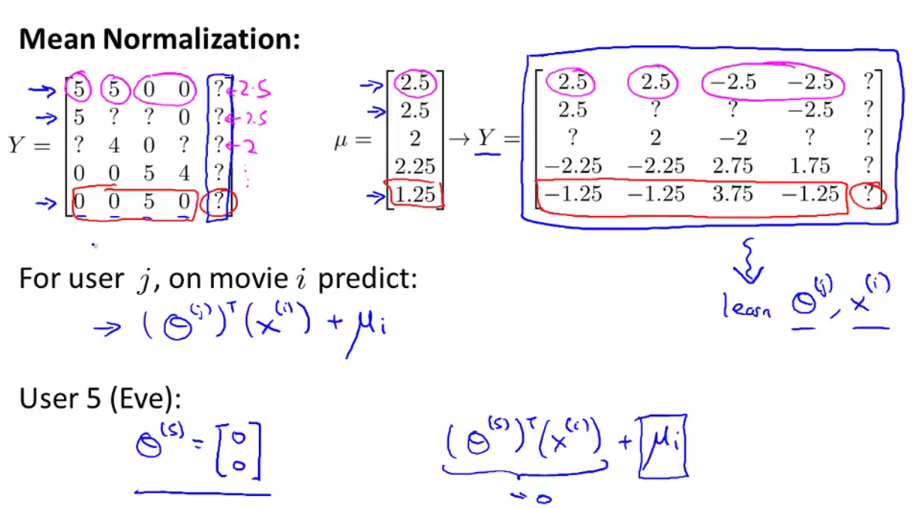 Mean Normalization:
Y = [5 5 0 0 ?] ← 2.5
[5 ? ? 0 ?] ← 2.5
[? 4 0 ? ?] ← 2
[0 0 5 4 ?] ⋮
[0 0 5 0 ?]
μ = [2.5
2.5
2
2.25
1.25]
→ Y = [2.5 2.5 −2.5 −2.5 ?
2.5 ? ? −2.5 ?
? 2 −2 ? ?
−2.25 −2.25 2.75 1.75 ?
−1.25 −1.25 3.75 −1.25 ?]
For user j, on movie i predict:
→ (Θ^(j))^T (x^(i)) + μi
learn Θ^(j), x^(i)
User 5 (Eve):
Θ^(5) = [0
0]
(Θ^(5))^T (x^(i)) + μi
= 0